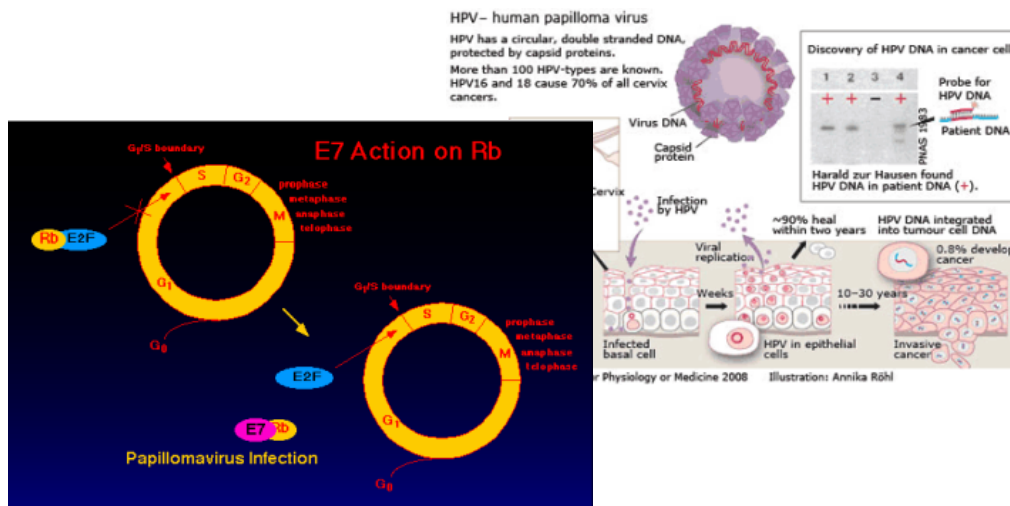 HPV– human papilloma virus
HPV has a circular, double stranded DNA,
protected by capsid proteins.
More than 100 HPV-types are known.
HPV16 and 18 cause 70% of all cervix
cancers.
Virus DNA
Capsid
protein
Discovery of HPV DNA in cancer cell
1 2 3 4
+ + − +
PNAS 1983
Probe for
HPV DNA
Patient DNA
Harald zur Hausen found
HPV DNA in patient DNA (+).
Cervix
Infection
by HPV
Viral
replication
~90% heal
within two years
HPV DNA integrated
into tumour cell DNA
0.8% develop
cancer
Weeks
10–30 years
Infected
basal cell
HPV in epithelial
cells
Invasive
cancer
Physiology or Medicine 2008 Illustration: Annika Röhl
E7 Action on Rb
G1/S boundary
S
G2
M
prophase
metaphase
anaphase
telophase
Rb E2F
G1
G0
G1/S boundary
S
G2
M
prophase
metaphase
anaphase
telophase
E2F
G1
E7 Rb
Papillomavirus Infection
G0